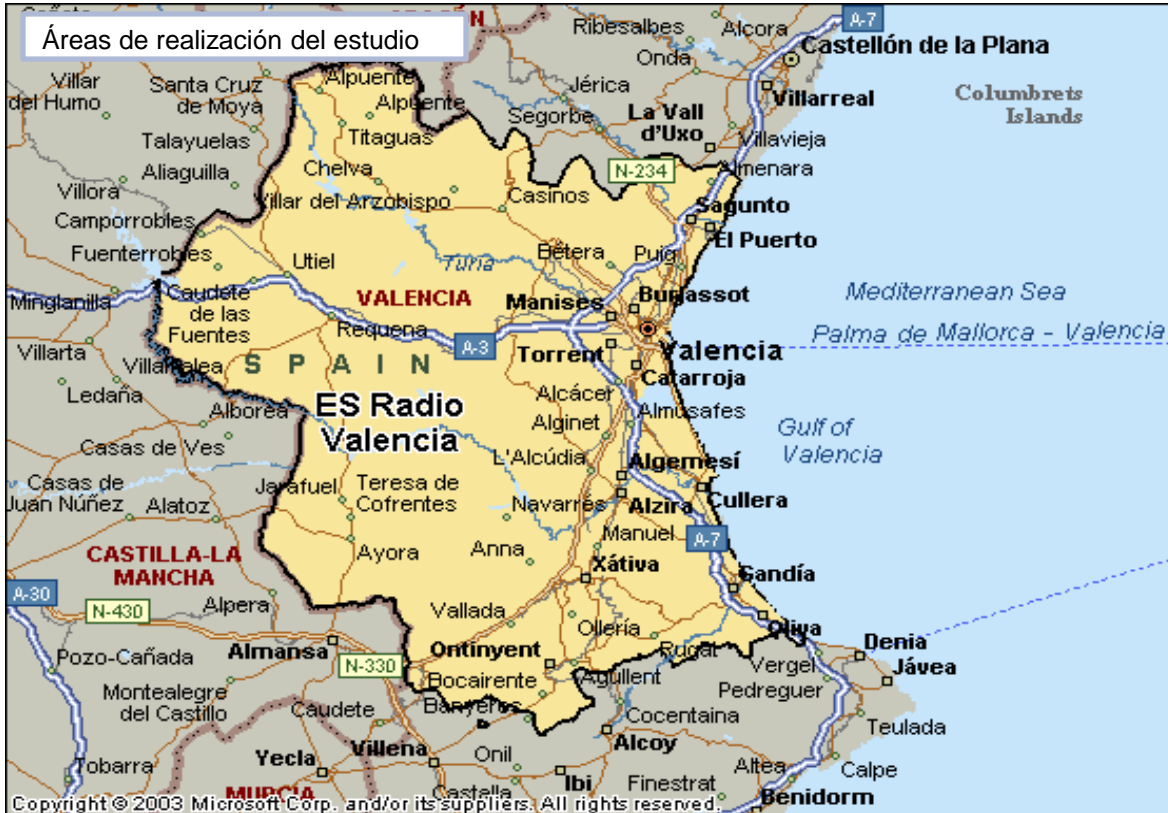 Áreas de realización del estudio
Cañete
ARAGÓN
Ribesalbes
Alcora
A-7
Castellón de la Plana
Onda
Villar
del Humo
Santa Cruz
de Moya
Alpuente
Jérica
Villarreal
Columbrets
Islands
Alpuente
Segorbe
La Vall
d'Uxo
Talayuelas
Titaguas
Villavieja
Aliaguilla
Chelva
N-234
Almenara
Villora
Villar del Arzobispo
Casinos
Sagunto
Camporrobles
El Puerto
Fuenterrobles
Utiel
Turia
Bétera
Puig
Minglanilla
Caudete
de las
Fuentes
VALENCIA
Manises
Burjassot
Mediterranean Sea
Requena
A-3
Palma de Mallorca - Valencia
Villarta
Villamalea
SPAIN
Torrent
Valencia
Catarroja
Ledaña
Alborea
ES Radio
Valencia
Alcácer
Almusafes
Alginet
Gulf of
Valencia
Casas de Ves
L'Alcúdia
Algemesí
Casas de
Juan Núñez
Alatoz
Jarafuel
Teresa de
Cofrentes
Navarrés
Alzira
Cullera
Manuel
A-7
CASTILLA-LA
MANCHA
Ayora
Anna
Xátiva
Gandía
A-30
N-430
Alpera
Vallada
Ollería
Oliva
Denia
Pozo-Cañada
Almansa
N-330
Ontinyent
Rugat
Vergel
Jávea
Bocairente
Agullent
Pedreguer
Montealegre
del Castillo
Caudete
Banyeres
Cocentaina
Teulada
Yecla
Villena
Onil
Alcoy
Tobarra
Altea
Calpe
MURCIA
Castella
Ibi
Finestrat
Benidorm
Copyright © 2003 Microsoft Corp. and/or its suppliers. All rights reserved.